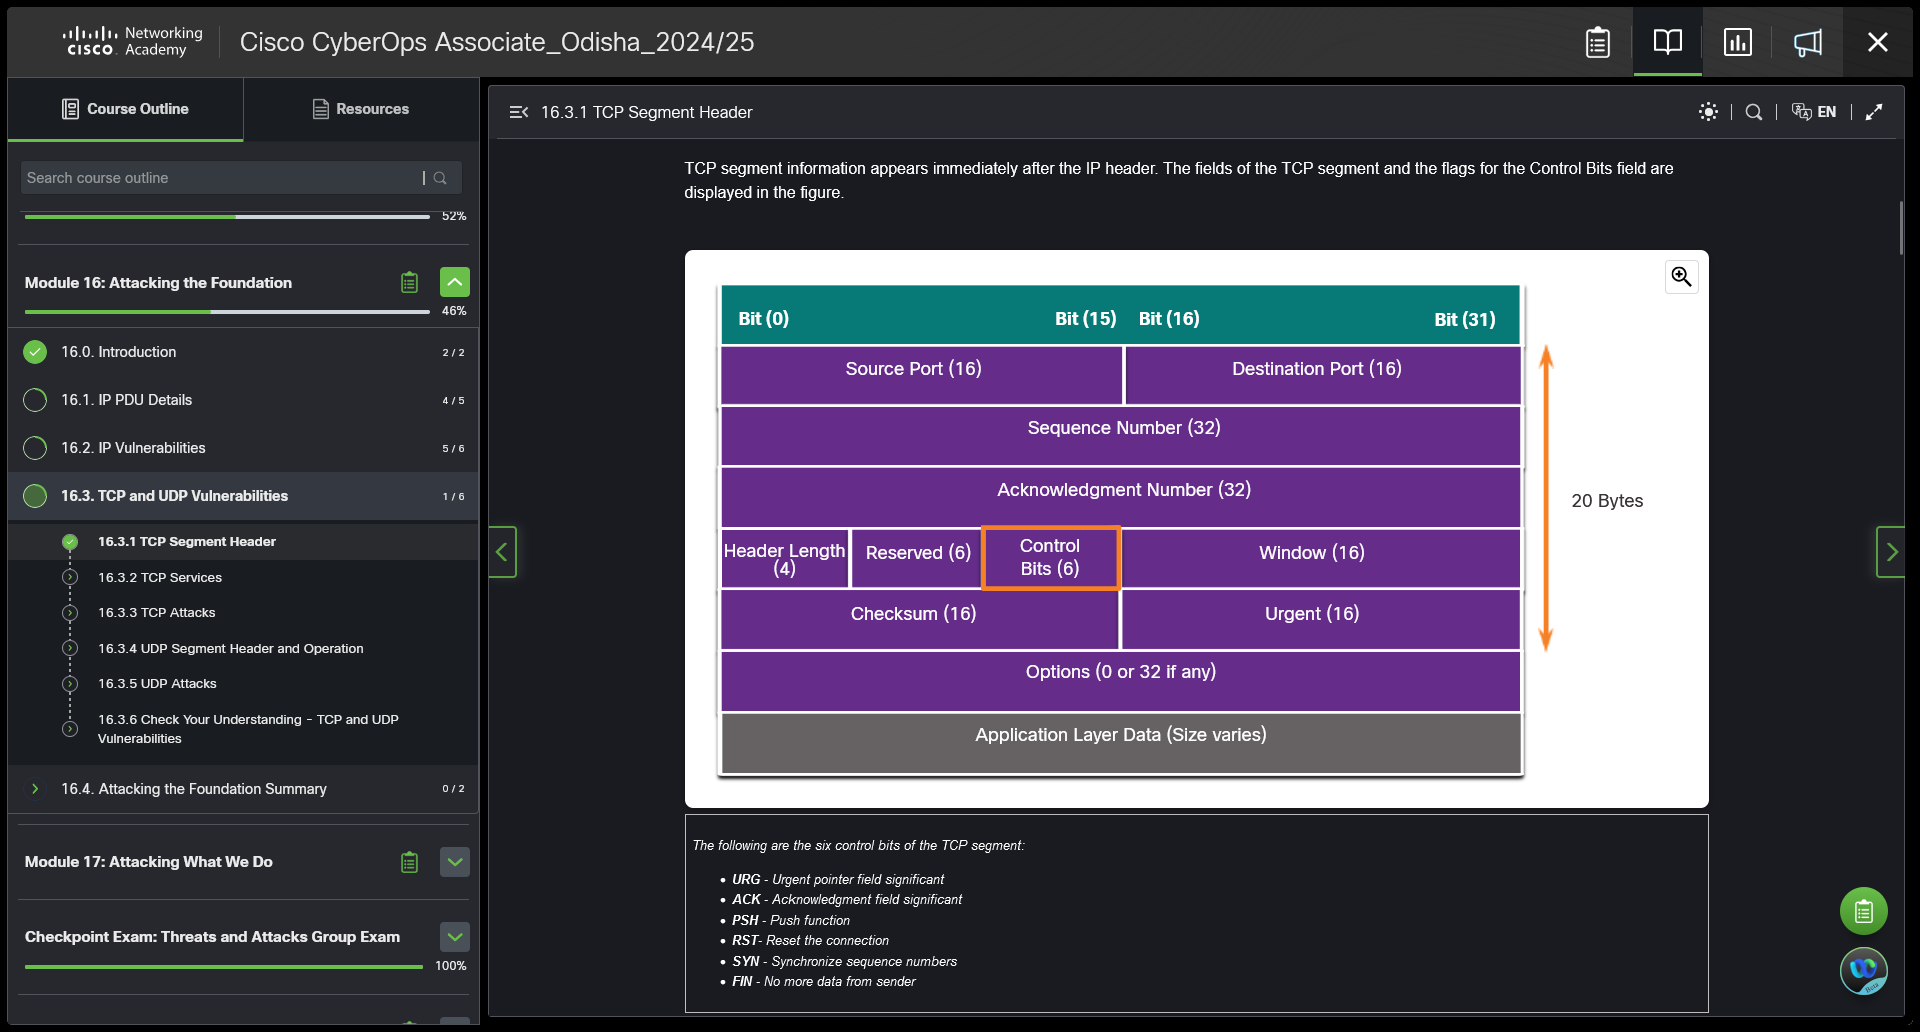 Networking
CISCO Academy
Cisco CyberOps Associate_Odisha_2024/25
Course Outline
Resources
Search course outline
52%
Module 16: Attacking the Foundation
46%
16.0. Introduction 2 / 2
16.1. IP PDU Details 4 / 5
16.2. IP Vulnerabilities 5 / 6
16.3. TCP and UDP Vulnerabilities 1 / 6
16.3.1 TCP Segment Header
16.3.2 TCP Services
16.3.3 TCP Attacks
16.3.4 UDP Segment Header and Operation
16.3.5 UDP Attacks
16.3.6 Check Your Understanding - TCP and UDP
Vulnerabilities
16.4. Attacking the Foundation Summary 0 / 2
Module 17: Attacking What We Do
Checkpoint Exam: Threats and Attacks Group Exam
100%
16.3.1 TCP Segment Header
EN
TCP segment information appears immediately after the IP header. The fields of the TCP segment and the flags for the Control Bits field are
displayed in the figure.
Bit (0) Bit (15) Bit (16) Bit (31)
Source Port (16) Destination Port (16)
Sequence Number (32)
Acknowledgment Number (32)
20 Bytes
Header Length
(4)
Reserved (6)
Control
Bits (6)
Window (16)
Checksum (16) Urgent (16)
Options (0 or 32 if any)
Application Layer Data (Size varies)
The following are the six control bits of the TCP segment:
• URG - Urgent pointer field significant
• ACK - Acknowledgment field significant
• PSH - Push function
• RST- Reset the connection
• SYN - Synchronize sequence numbers
• FIN - No more data from sender
Beta